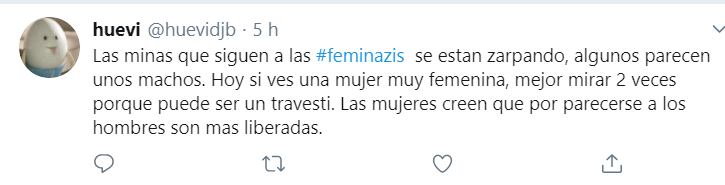 huevi @huevidjb · 5 h
Las minas que siguen a las #feminazis se estan zarpando, algunos parecen
unos machos. Hoy si ves una mujer muy femenina, mejor mirar 2 veces
porque puede ser un travesti. Las mujeres creen que por parecerse a los
hombres son mas liberadas.